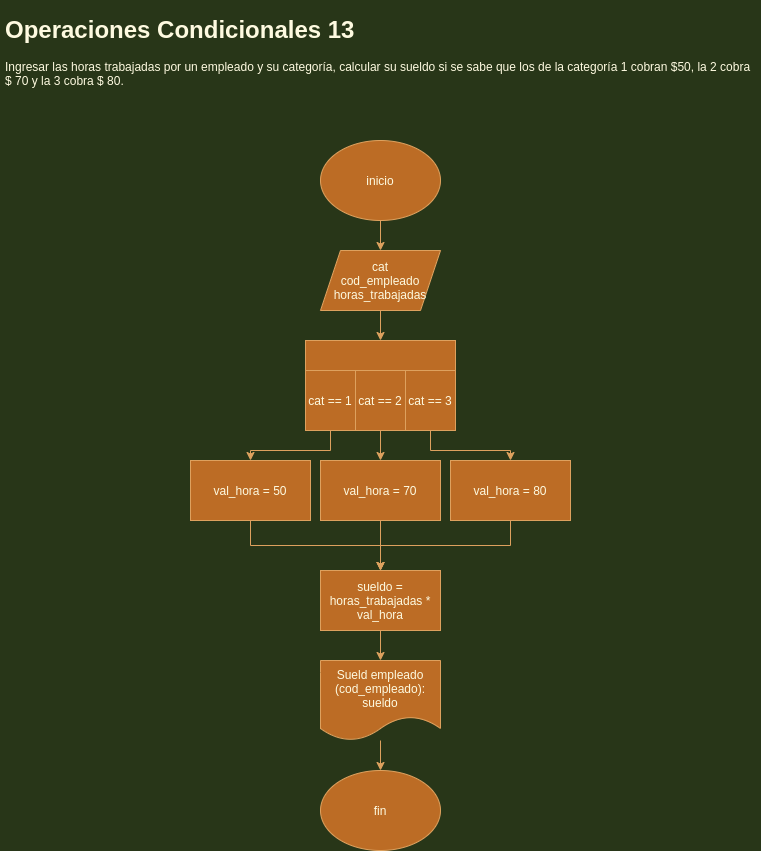 Operaciones Condicionales 13
Ingresar las horas trabajadas por un empleado y su categoría, calcular su sueldo si se sabe que los de la categoría 1 cobran $50, la 2 cobra
$ 70 y la 3 cobra $ 80.
inicio
cat
cod_empleado
horas_trabajadas
cat == 1
cat == 2
cat == 3
val_hora = 50
val_hora = 70
val_hora = 80
sueldo =
horas_trabajadas *
val_hora
Sueld empleado
(cod_empleado):
sueldo
fin